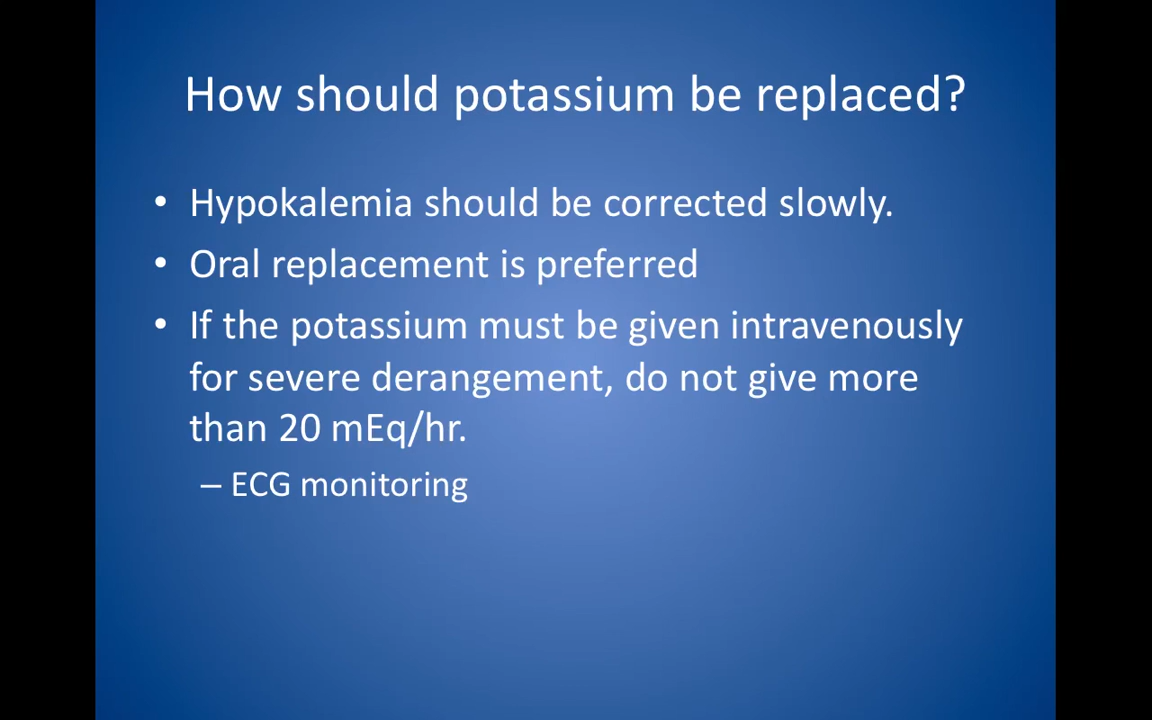 How should potassium be replaced?
• Hypokalemia should be corrected slowly.
• Oral replacement is preferred
• If the potassium must be given intravenously
for severe derangement, do not give more
than 20 mEq/hr.
– ECG monitoring